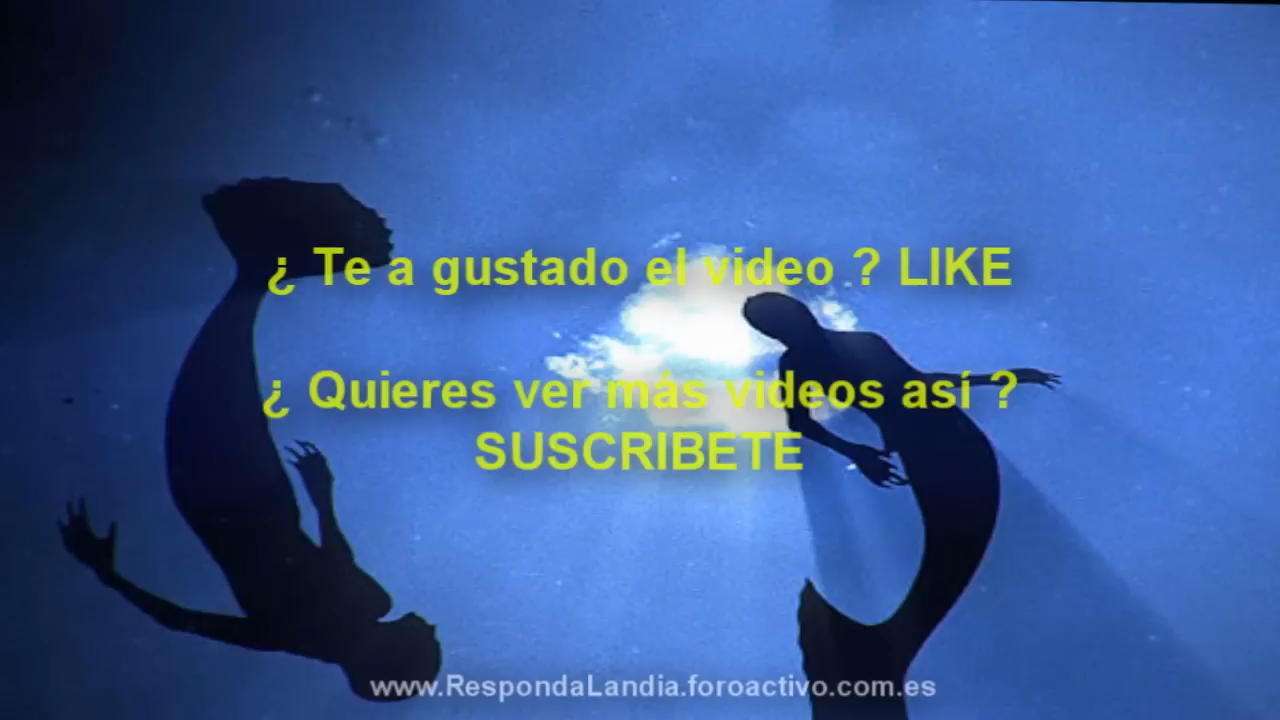 ¿ Te a gustado el video ? LIKE
¿ Quieres ver más videos así ?
SUSCRIBETE
www.RespondaLandia.foroactivo.com.es